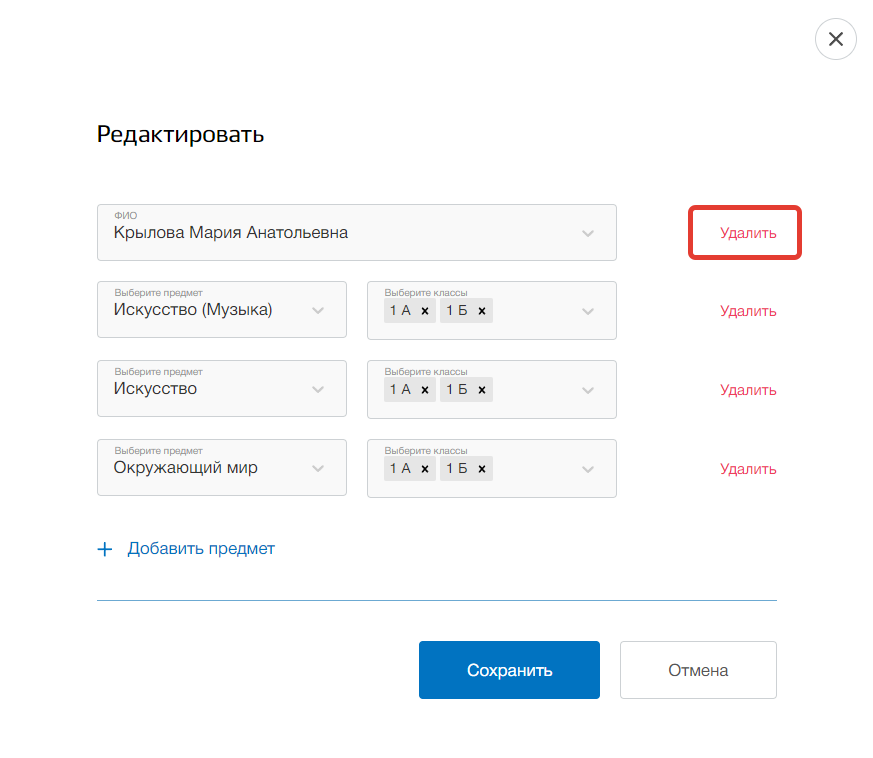 Редактировать
ФИО
Крылова Мария Анатольевна
Удалить
Выберите предмет
Искусство (Музыка)
Выберите классы
1 А × 1 Б ×
Удалить
Выберите предмет
Искусство
Выберите классы
1 А × 1 Б ×
Удалить
Выберите предмет
Окружающий мир
Выберите классы
1 А × 1 Б ×
Удалить
+ Добавить предмет
Сохранить
Отмена